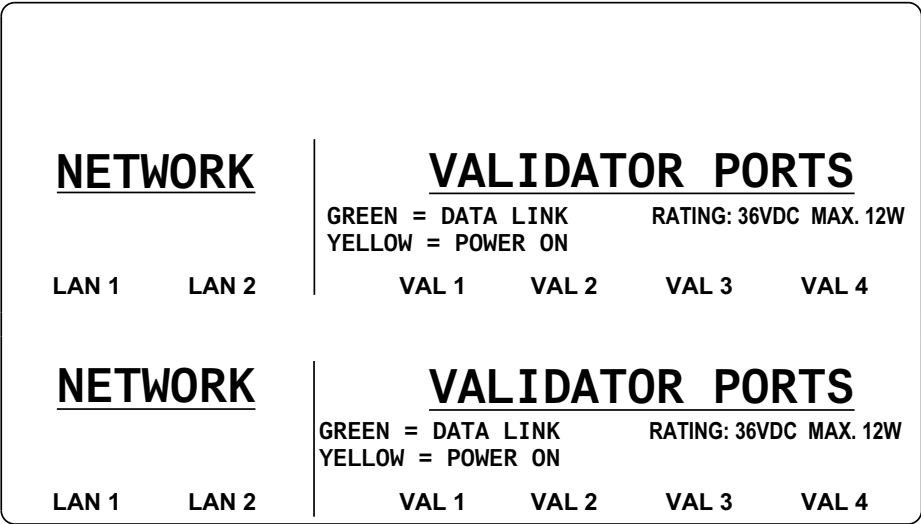 NETWORK VALIDATOR PORTS
GREEN = DATA LINK RATING: 36VDC MAX. 12W
YELLOW = POWER ON
LAN 1 LAN 2 VAL 1 VAL 2 VAL 3 VAL 4
NETWORK VALIDATOR PORTS
GREEN = DATA LINK RATING: 36VDC MAX. 12W
YELLOW = POWER ON
LAN 1 LAN 2 VAL 1 VAL 2 VAL 3 VAL 4